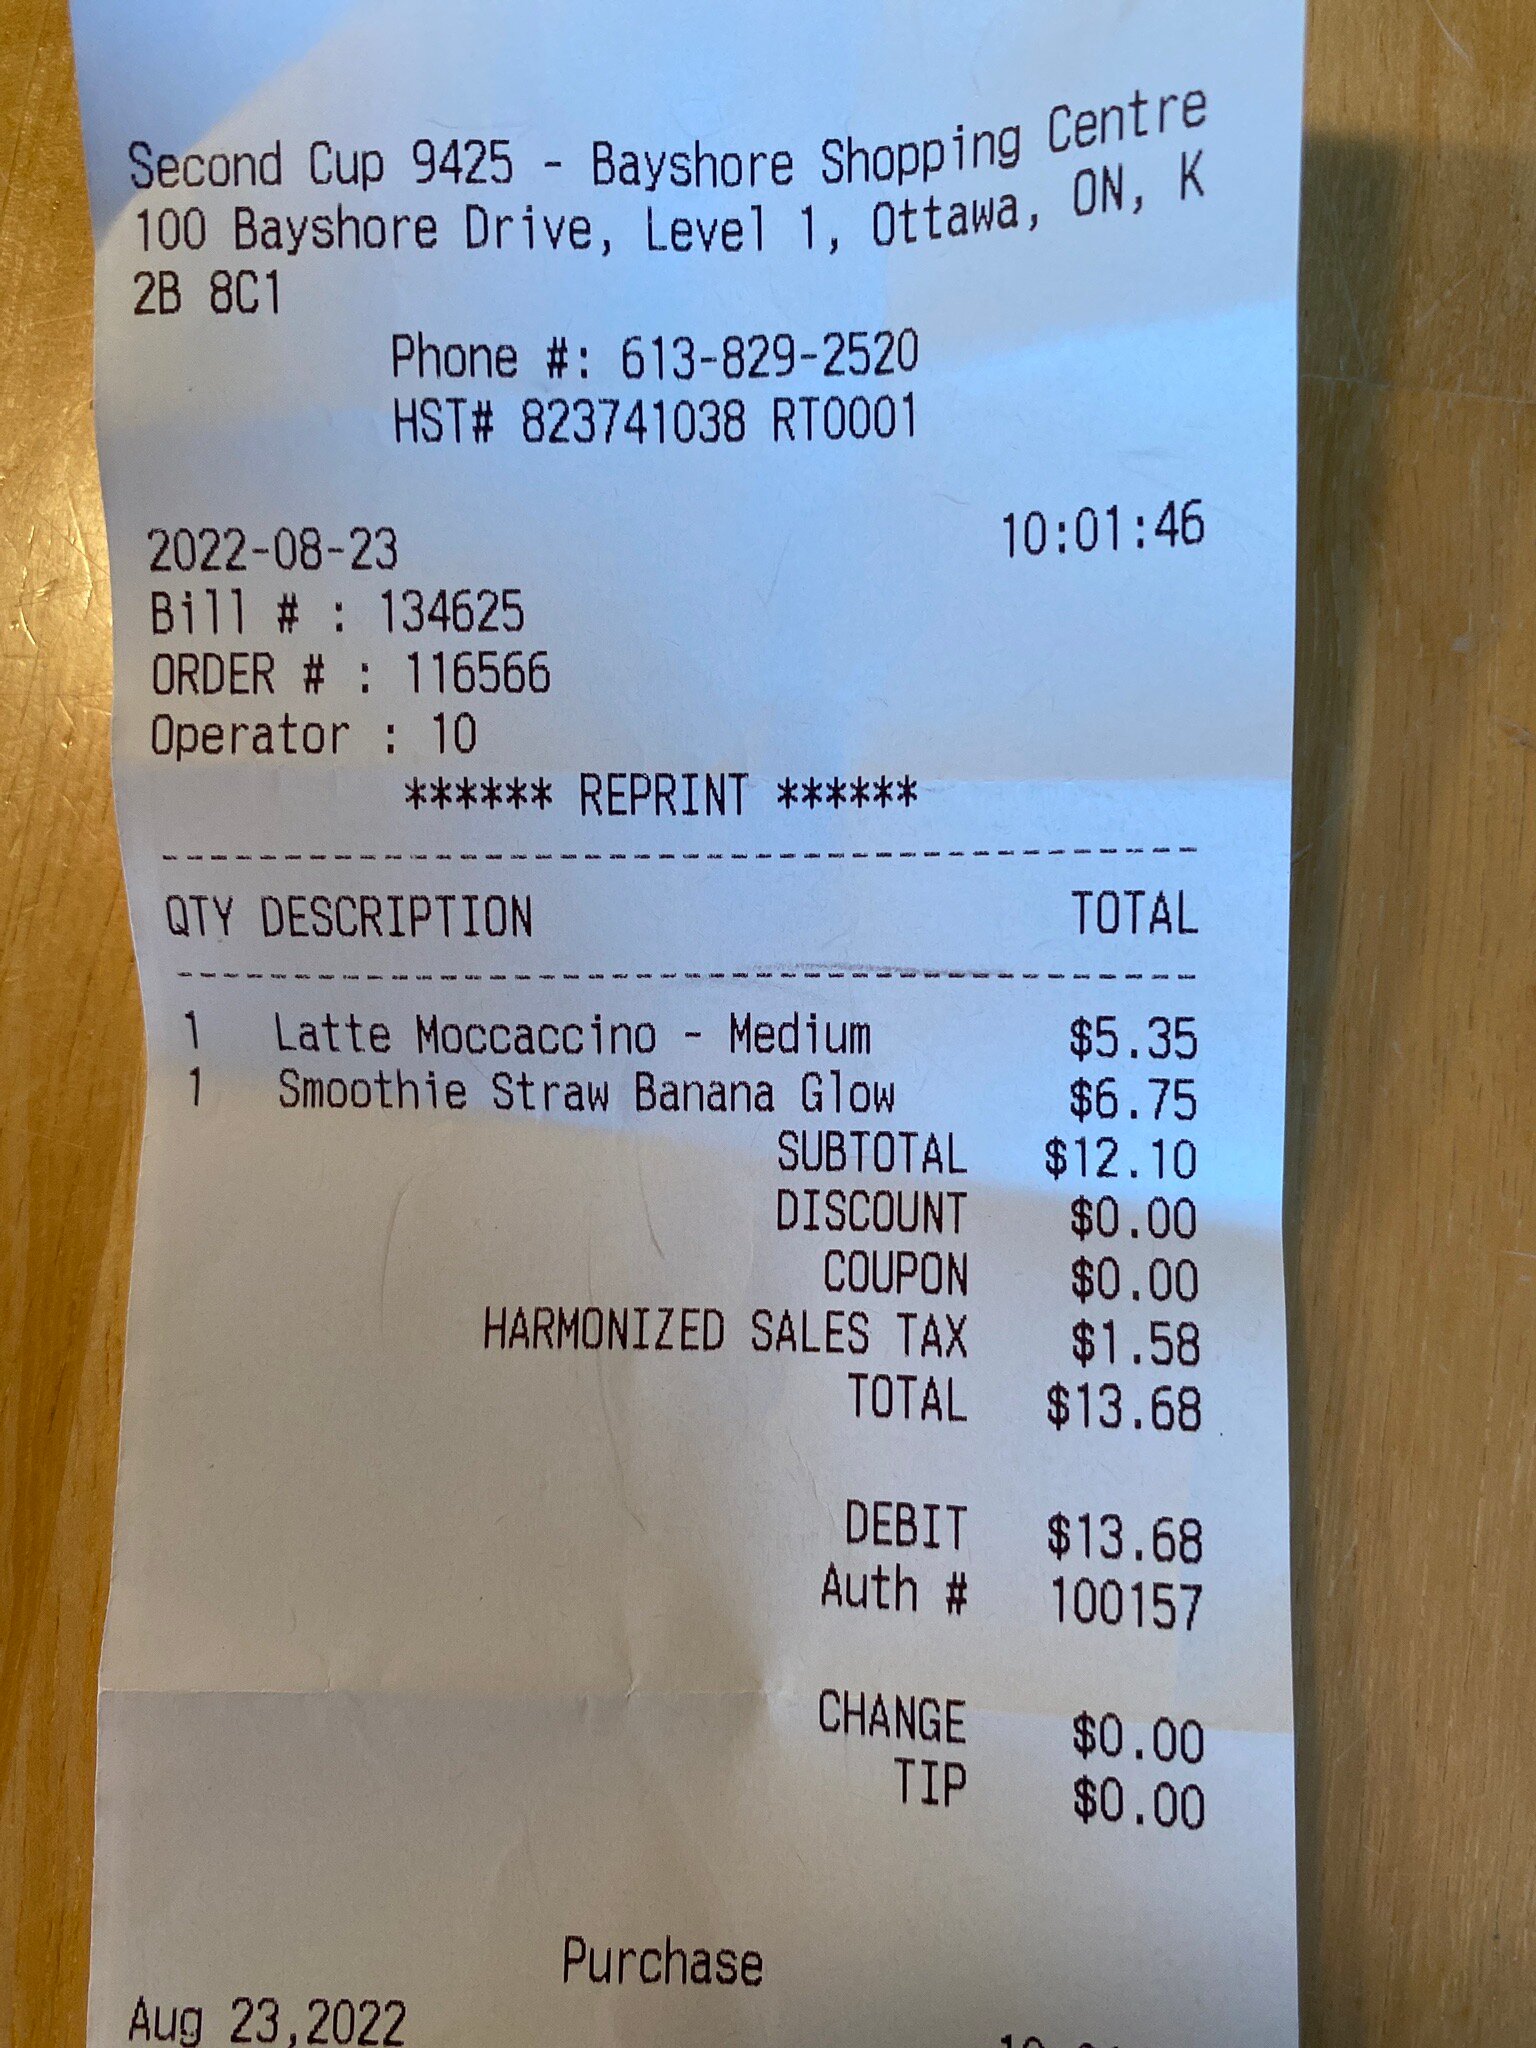 Second Cup 9425 - Bayshore Shopping Centre
100 Bayshore Drive, Level 1, Ottawa, ON, K
2B 8C1
Phone #: 613-829-2520
HST# 823741038 RT0001
2022-08-23 10:01:46
Bill # : 134625
ORDER # : 116566
Operator : 10
****** REPRINT ******
QTY DESCRIPTION TOTAL
1 Latte Moccaccino - Medium $5.35
1 Smoothie Straw Banana Glow $6.75
SUBTOTAL $12.10
DISCOUNT $0.00
COUPON $0.00
HARMONIZED SALES TAX $1.58
TOTAL $13.68
DEBIT $13.68
Auth # 100157
CHANGE $0.00
TIP $0.00
Purchase
Aug 23,2022